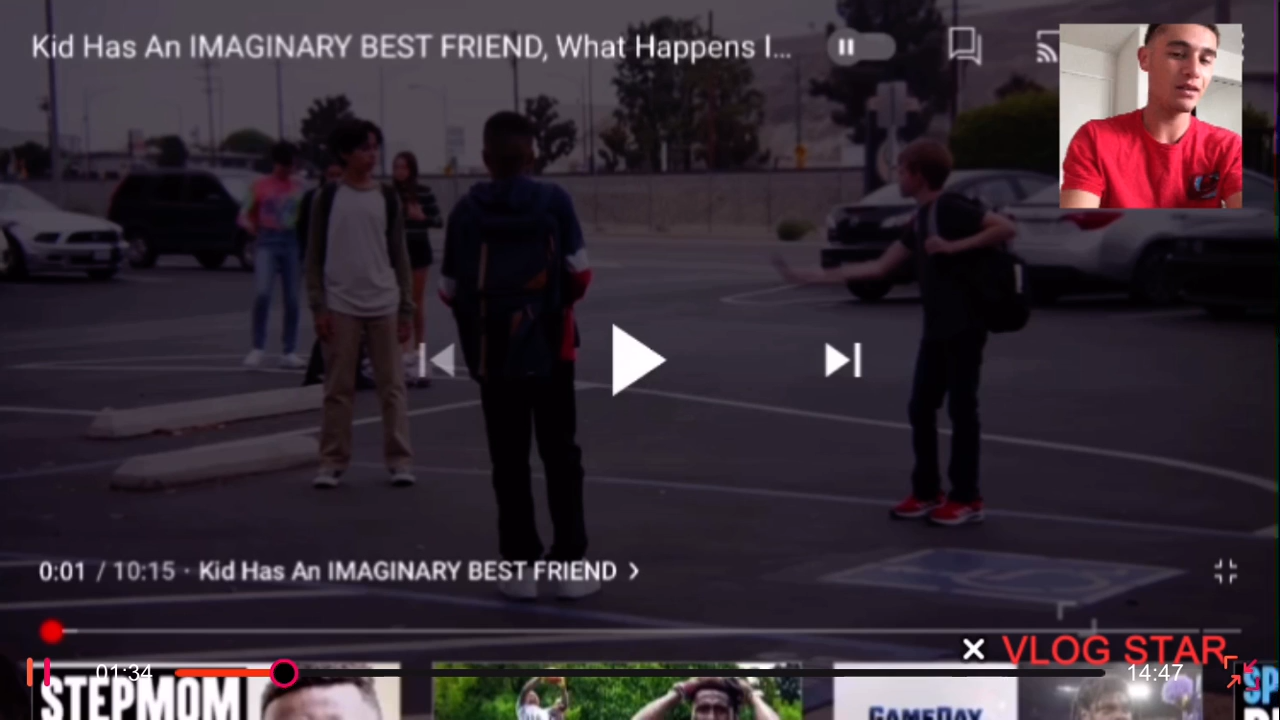 Kid Has An IMAGINARY BEST FRIEND, What Happens I...
0:01 / 10:15 · Kid Has An IMAGINARY BEST FRIEND >
× VLOG STAR
01:34
14:47
STEPMOM
GAMEDAY
SP